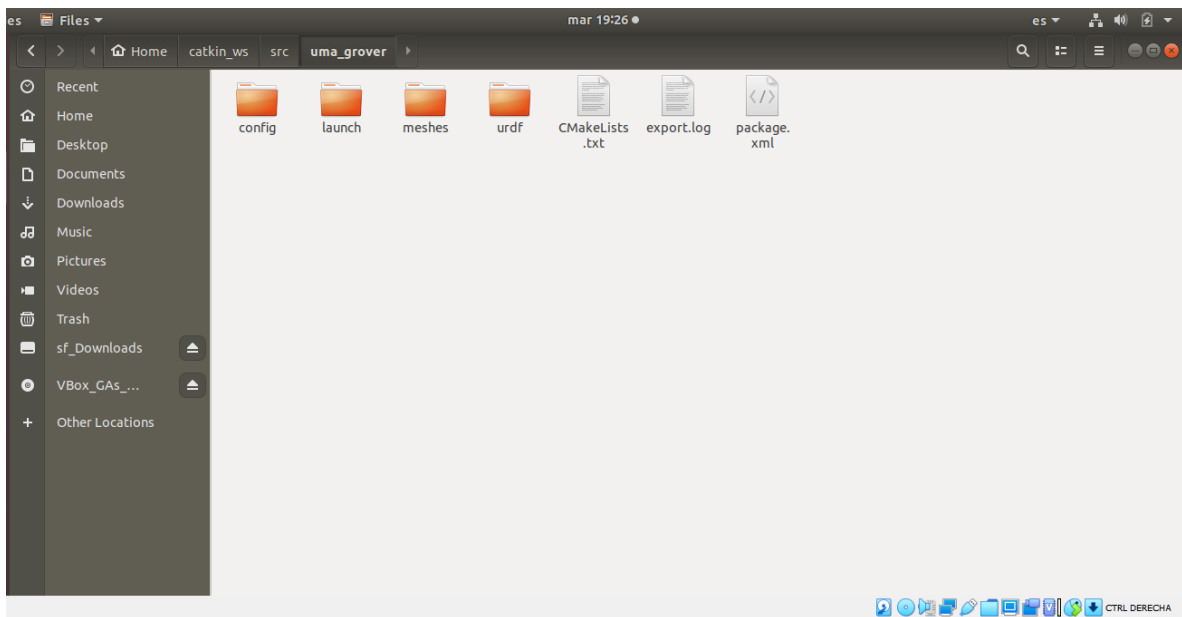 es Files mar 19:26 es
Home catkin_ws src uma_grover
Recent
Home
Desktop
Documents
Downloads
Music
Pictures
Videos
Trash
sf_Downloads
VBox_GAs_...
Other Locations
config launch meshes urdf CMakeLists
.txt export.log package.
xml
CTRL DERECHA